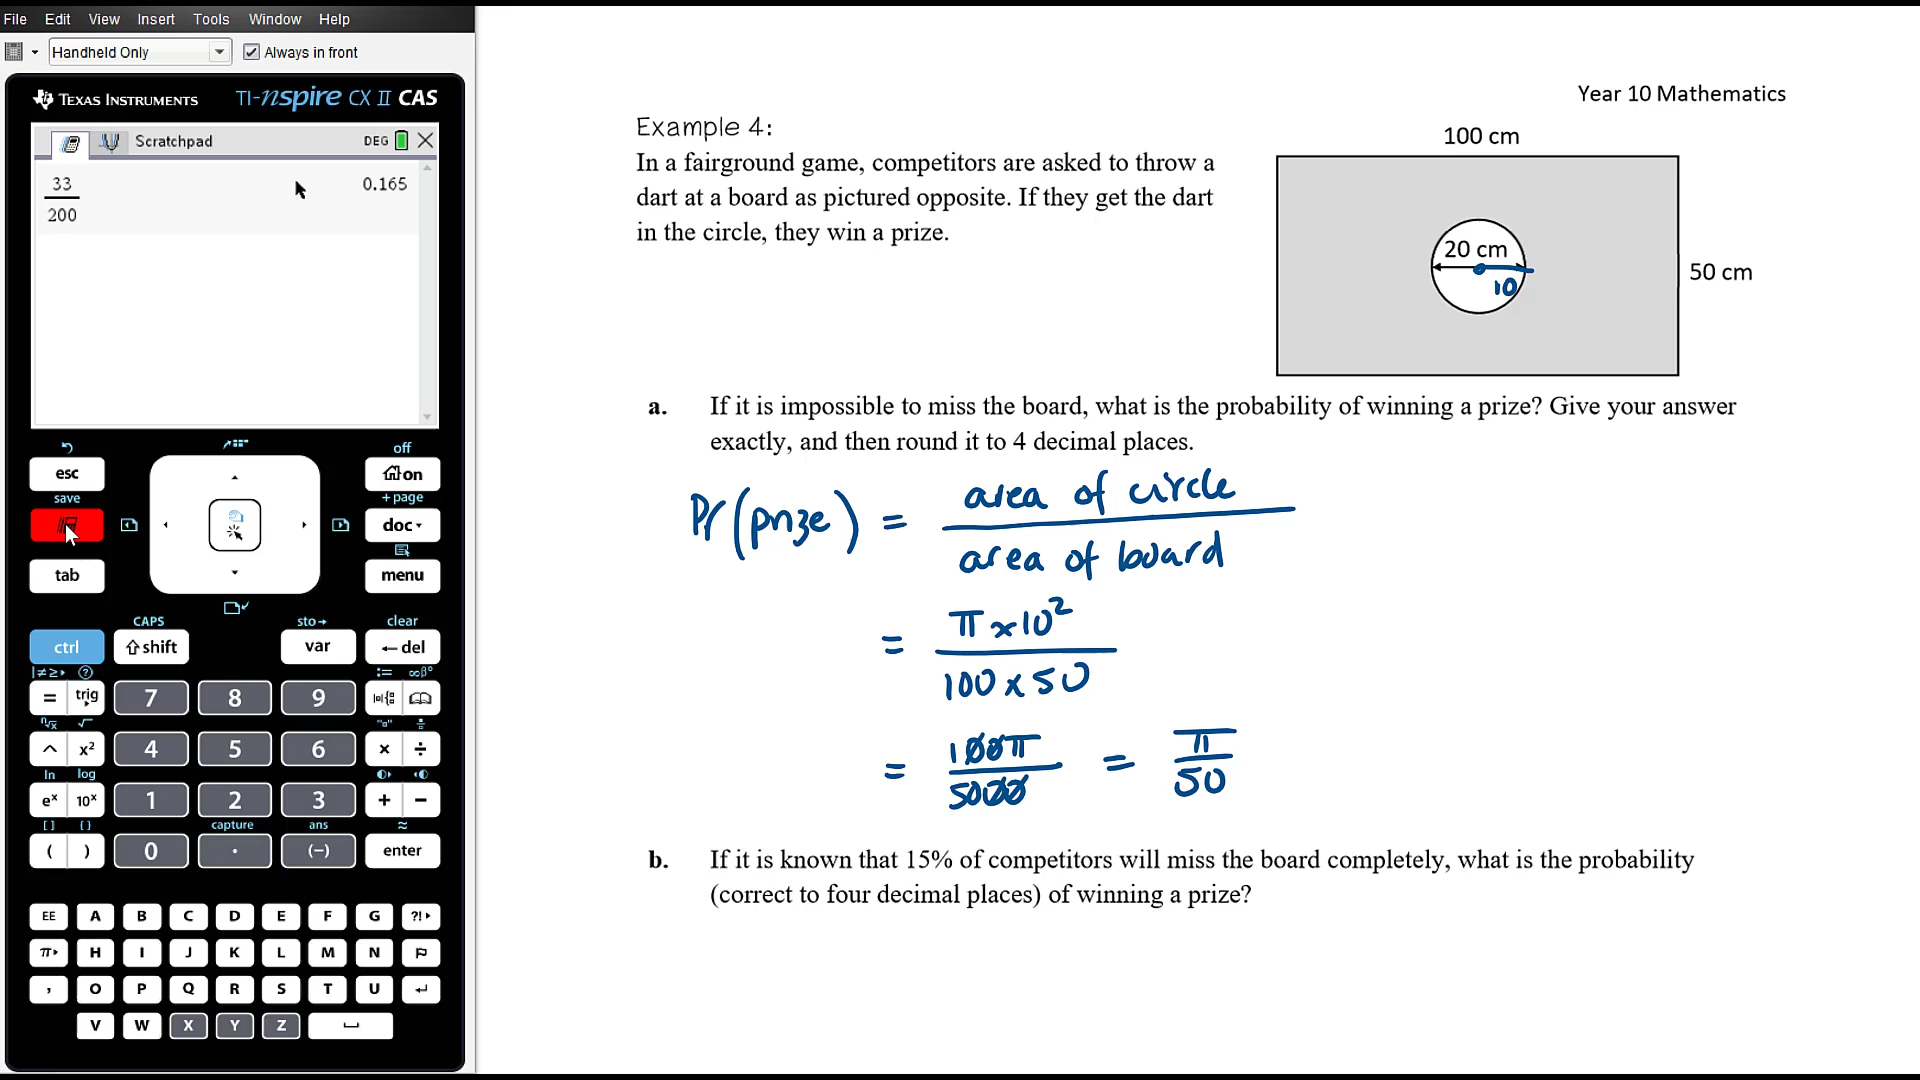 File Edit View Insert Tools Window Help
Handheld Only
Always in front
TEXAS INSTRUMENTS TI-nspire CX II CAS
Scratchpad DEG
33
200
0.165
off
esc
on
save
+ page
doc
tab
menu
CAPS sto→ clear
ctrl shift var ←del
|≠≥▸ ? := ∞β°
= trig 7 8 9
ⁿ√x √
^ x² 4 5 6 × ÷
ln log
eˣ 10ˣ 1 2 3 + −
[] {} capture ans ≈
( ) 0 . (−) enter
EE A B C D E F G ?!▸
π▸ H I J K L M N
, O P Q R S T U
V W X Y Z
Year 10 Mathematics
Example 4:
In a fairground game, competitors are asked to throw a
dart at a board as pictured opposite. If they get the dart
in the circle, they win a prize.
100 cm
20 cm
10
50 cm
a. If it is impossible to miss the board, what is the probability of winning a prize? Give your answer
exactly, and then round it to 4 decimal places.
Pr(prize) = area of circle
area of board
= π×10²
100×50
= 100π = π
5000 50
b. If it is known that 15% of competitors will miss the board completely, what is the probability
(correct to four decimal places) of winning a prize?